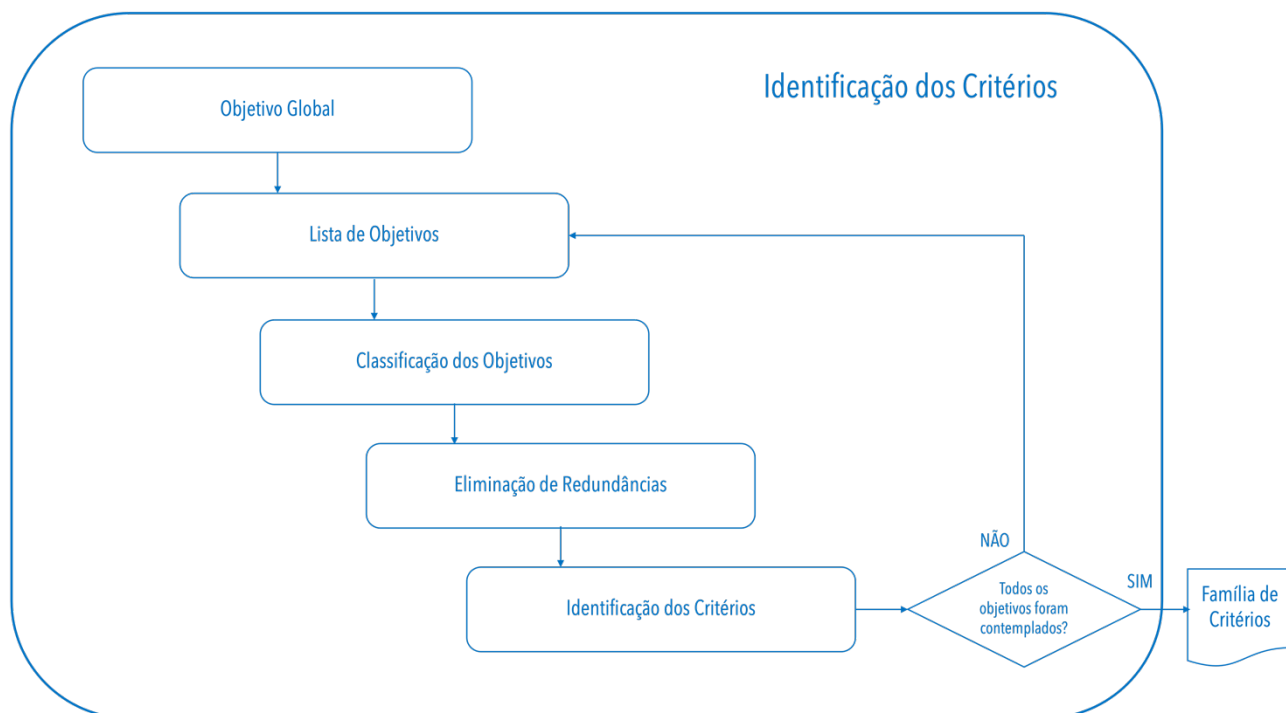 Identificação dos Critérios
Objetivo Global
Lista de Objetivos
Classificação dos Objetivos
Eliminação de Redundâncias
Identificação dos Critérios
NÃO
Todos os
objetivos foram
contemplados?
SIM
Família de
Critérios